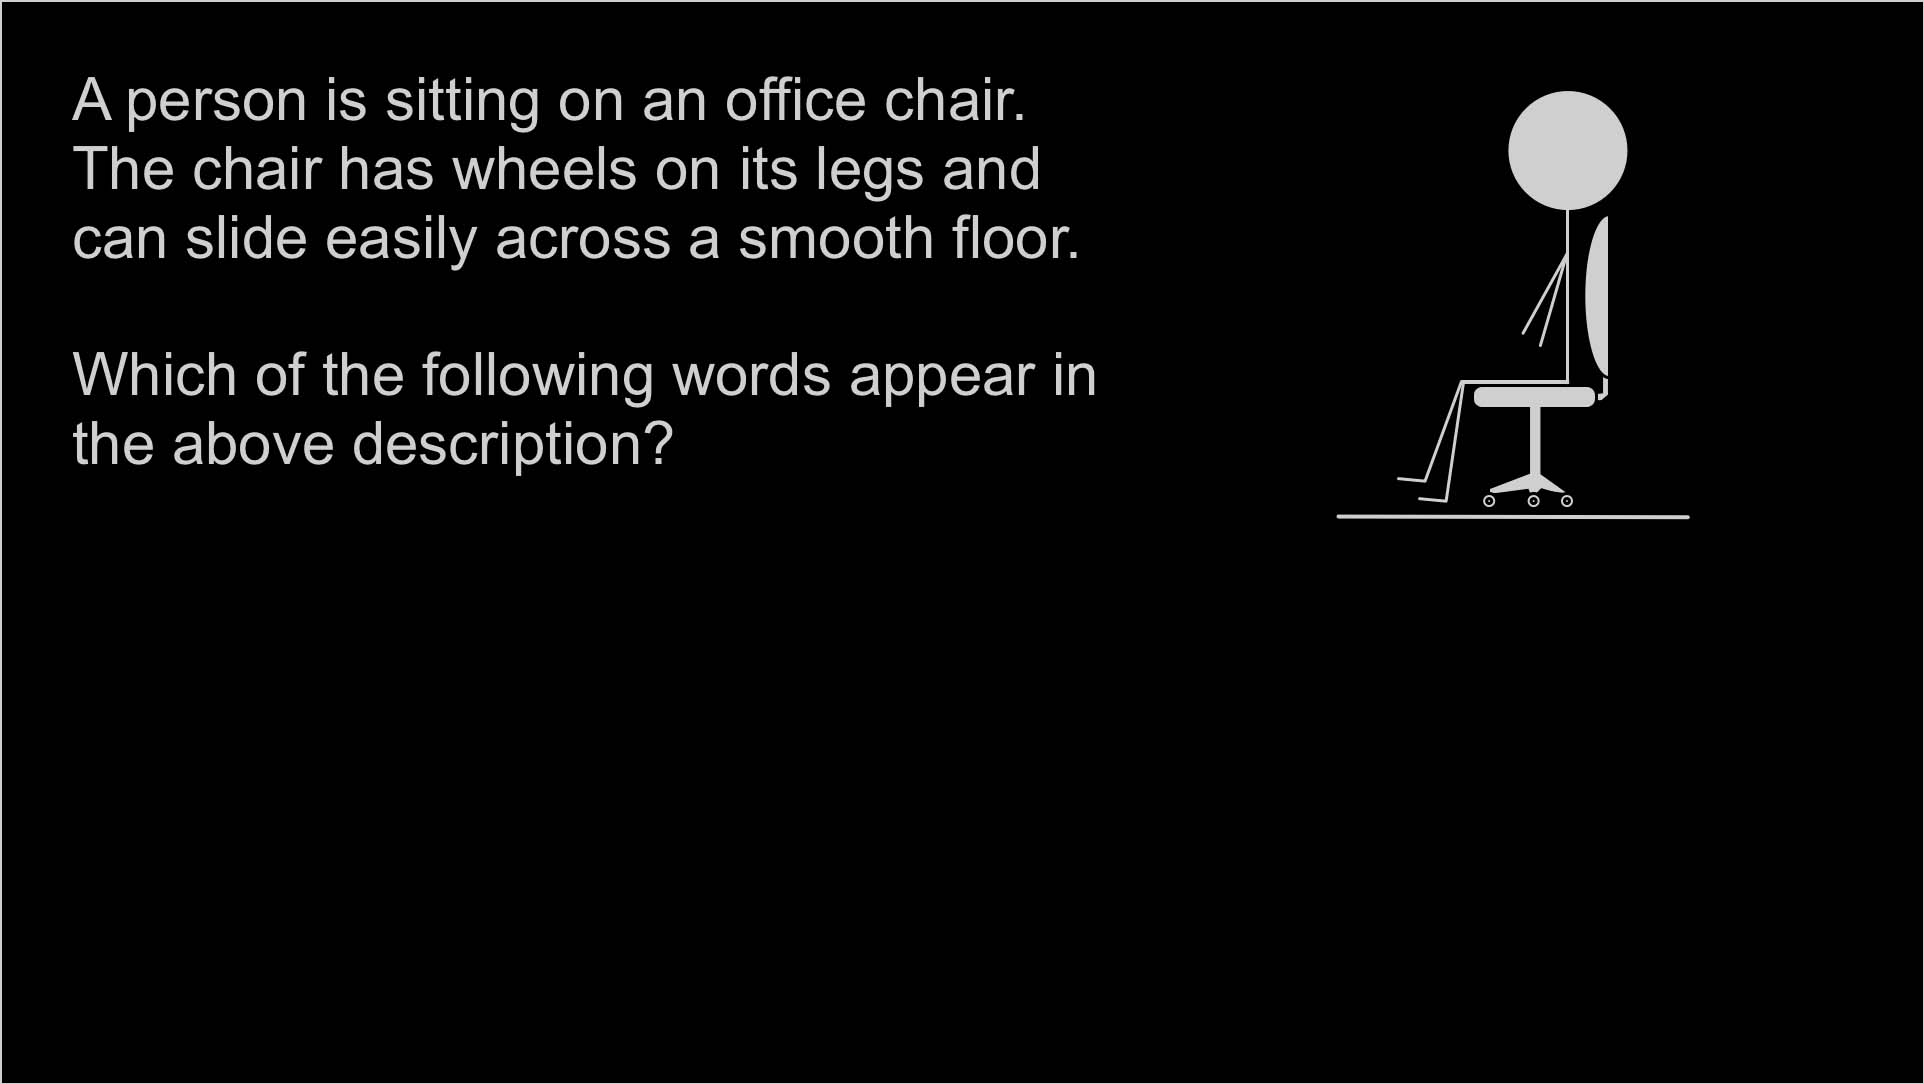 A person is sitting on an office chair.
The chair has wheels on its legs and
can slide easily across a smooth floor.
Which of the following words appear in
the above description?